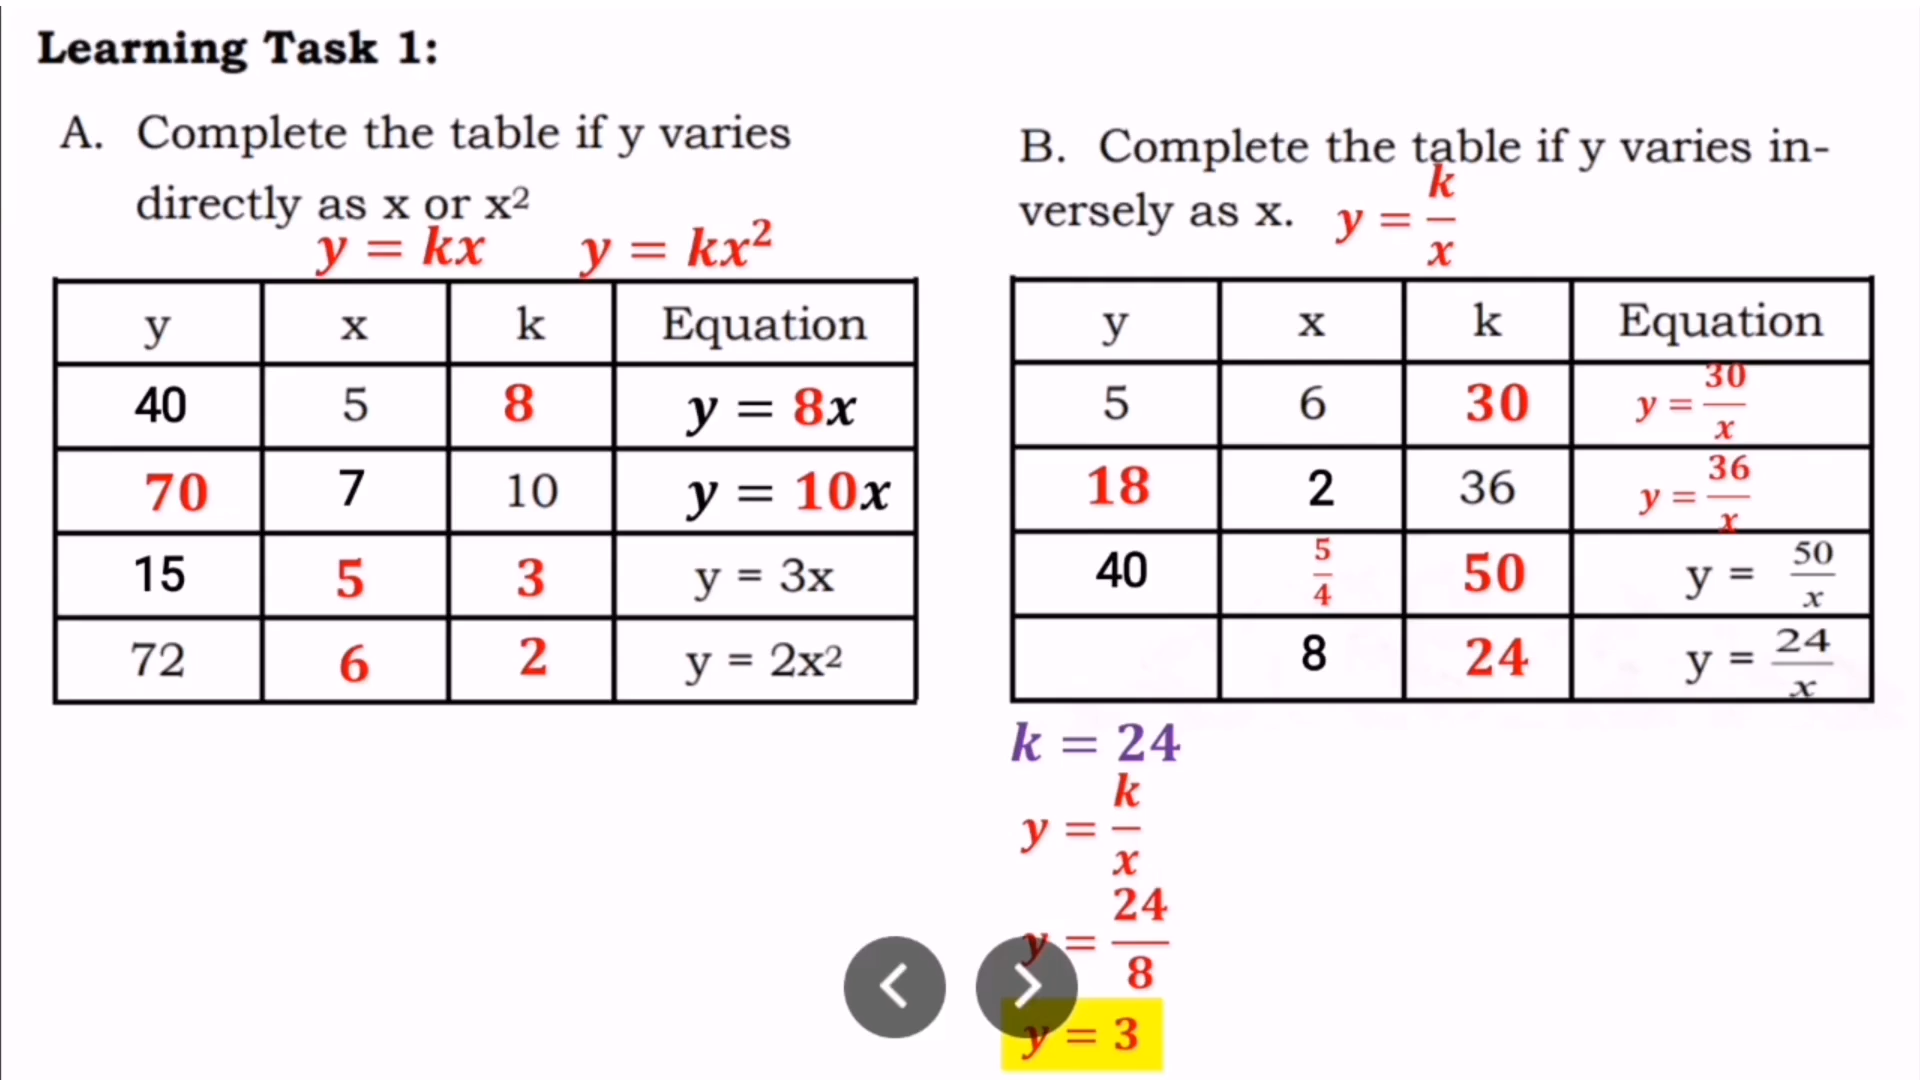 Learning Task 1:
A. Complete the table if y varies
directly as x or x²
y = kx y = kx²
y x k Equation
40 5 8 y = 8x
70 7 10 y = 10x
15 5 3 y = 3x
72 6 2 y = 2x²
B. Complete the table if y varies in-
versely as x. y = k/x
y x k Equation
5 6 30 y = 30/x
18 2 36 y = 36/x
40 5/4 50 y = 50/x
8 24 y = 24/x
k = 24
y = k/x
y = 24/8
y = 3